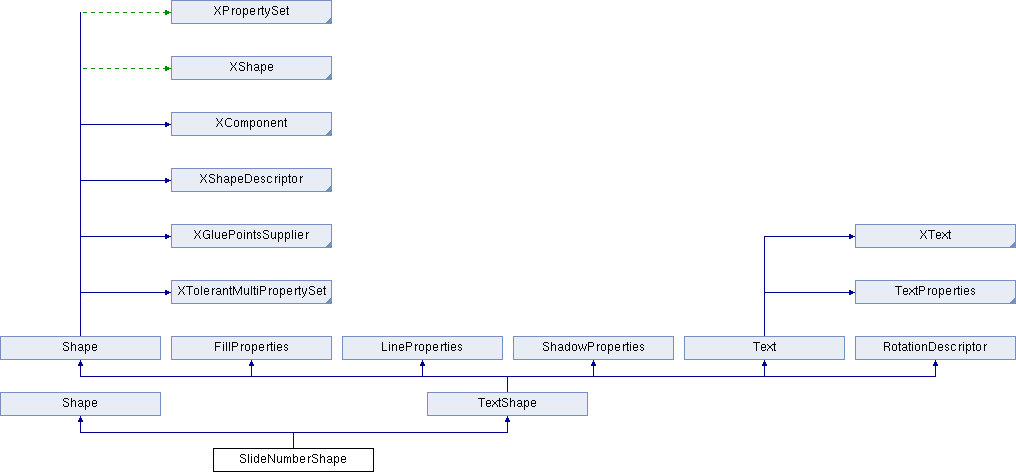 XPropertySet
XShape
XComponent
XShapeDescriptor
XGluePointsSupplier
XText
XTolerantMultiPropertySet
TextProperties
Shape
FillProperties
LineProperties
ShadowProperties
Text
RotationDescriptor
Shape
TextShape
SlideNumberShape